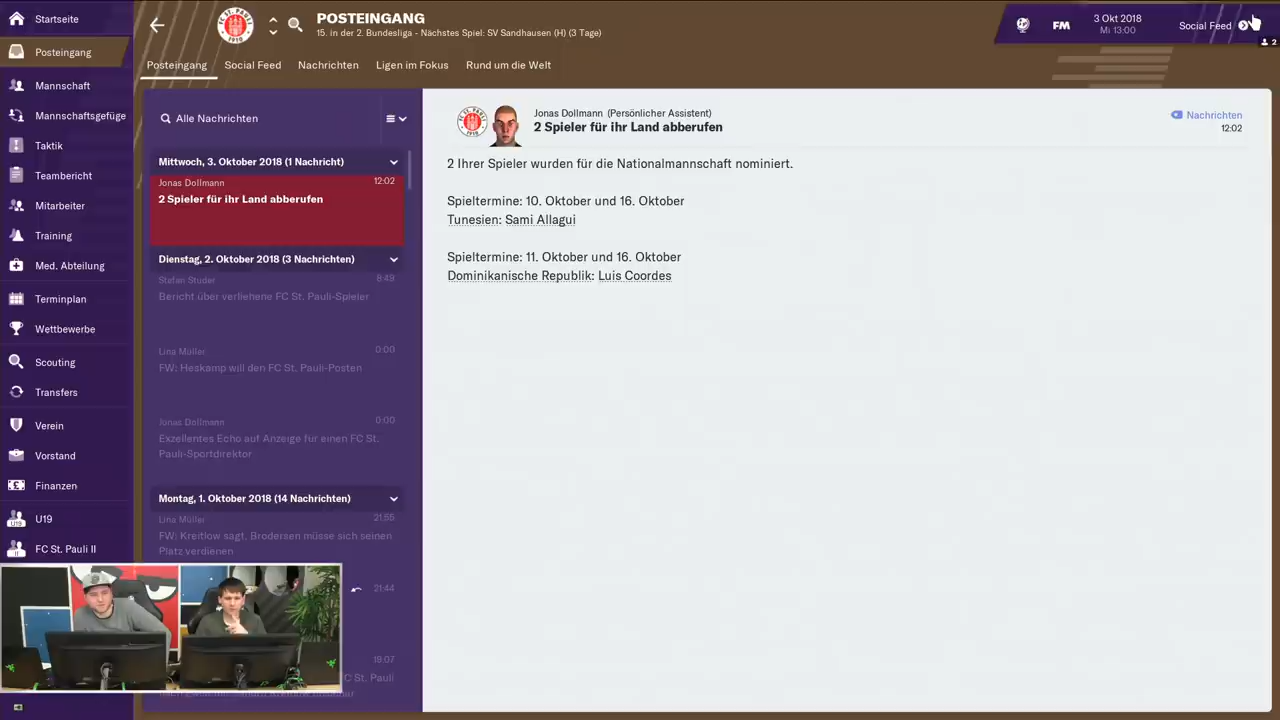 Startseite
Posteingang
Mannschaft
Mannschaftsgefüge
Taktik
Teambericht
Mitarbeiter
Training
Med. Abteilung
Terminplan
Wettbewerbe
Scouting
Transfers
Verein
Vorstand
Finanzen
U19
U19
FC St. Pauli II
POSTEINGANG
15. in der 2. Bundesliga - Nächstes Spiel: SV Sandhausen (H) (3 Tage)
FM
3 Okt 2018
Mi 13:00
Social Feed
2
Posteingang Social Feed Nachrichten Ligen im Fokus Rund um die Welt
Alle Nachrichten
Mittwoch, 3. Oktober 2018 (1 Nachricht)
Jonas Dollmann 12:02
2 Spieler für ihr Land abberufen
Dienstag, 2. Oktober 2018 (3 Nachrichten)
Stefan Studer 8:49
Bericht über verliehene FC St. Pauli-Spieler
Lina Müller 0:00
FW: Heskamp will den FC St. Pauli-Posten
Jonas Dollmann 0:00
Exzellentes Echo auf Anzeige für einen FC St.
Pauli-Sportdirektor
Montag, 1. Oktober 2018 (14 Nachrichten)
Lina Müller 21:55
FW: Kreitlow sagt, Brodersen müsse sich seinen
Platz verdienen
21:44
19:07
FC St. Pauli
Jonas Dollmann (Persönlicher Assistent)
2 Spieler für ihr Land abberufen
Nachrichten
12:02
2 Ihrer Spieler wurden für die Nationalmannschaft nominiert.
Spieltermine: 10. Oktober und 16. Oktober
Tunesien: Sami Allagui
Spieltermine: 11. Oktober und 16. Oktober
Dominikanische Republik: Luis Coordes